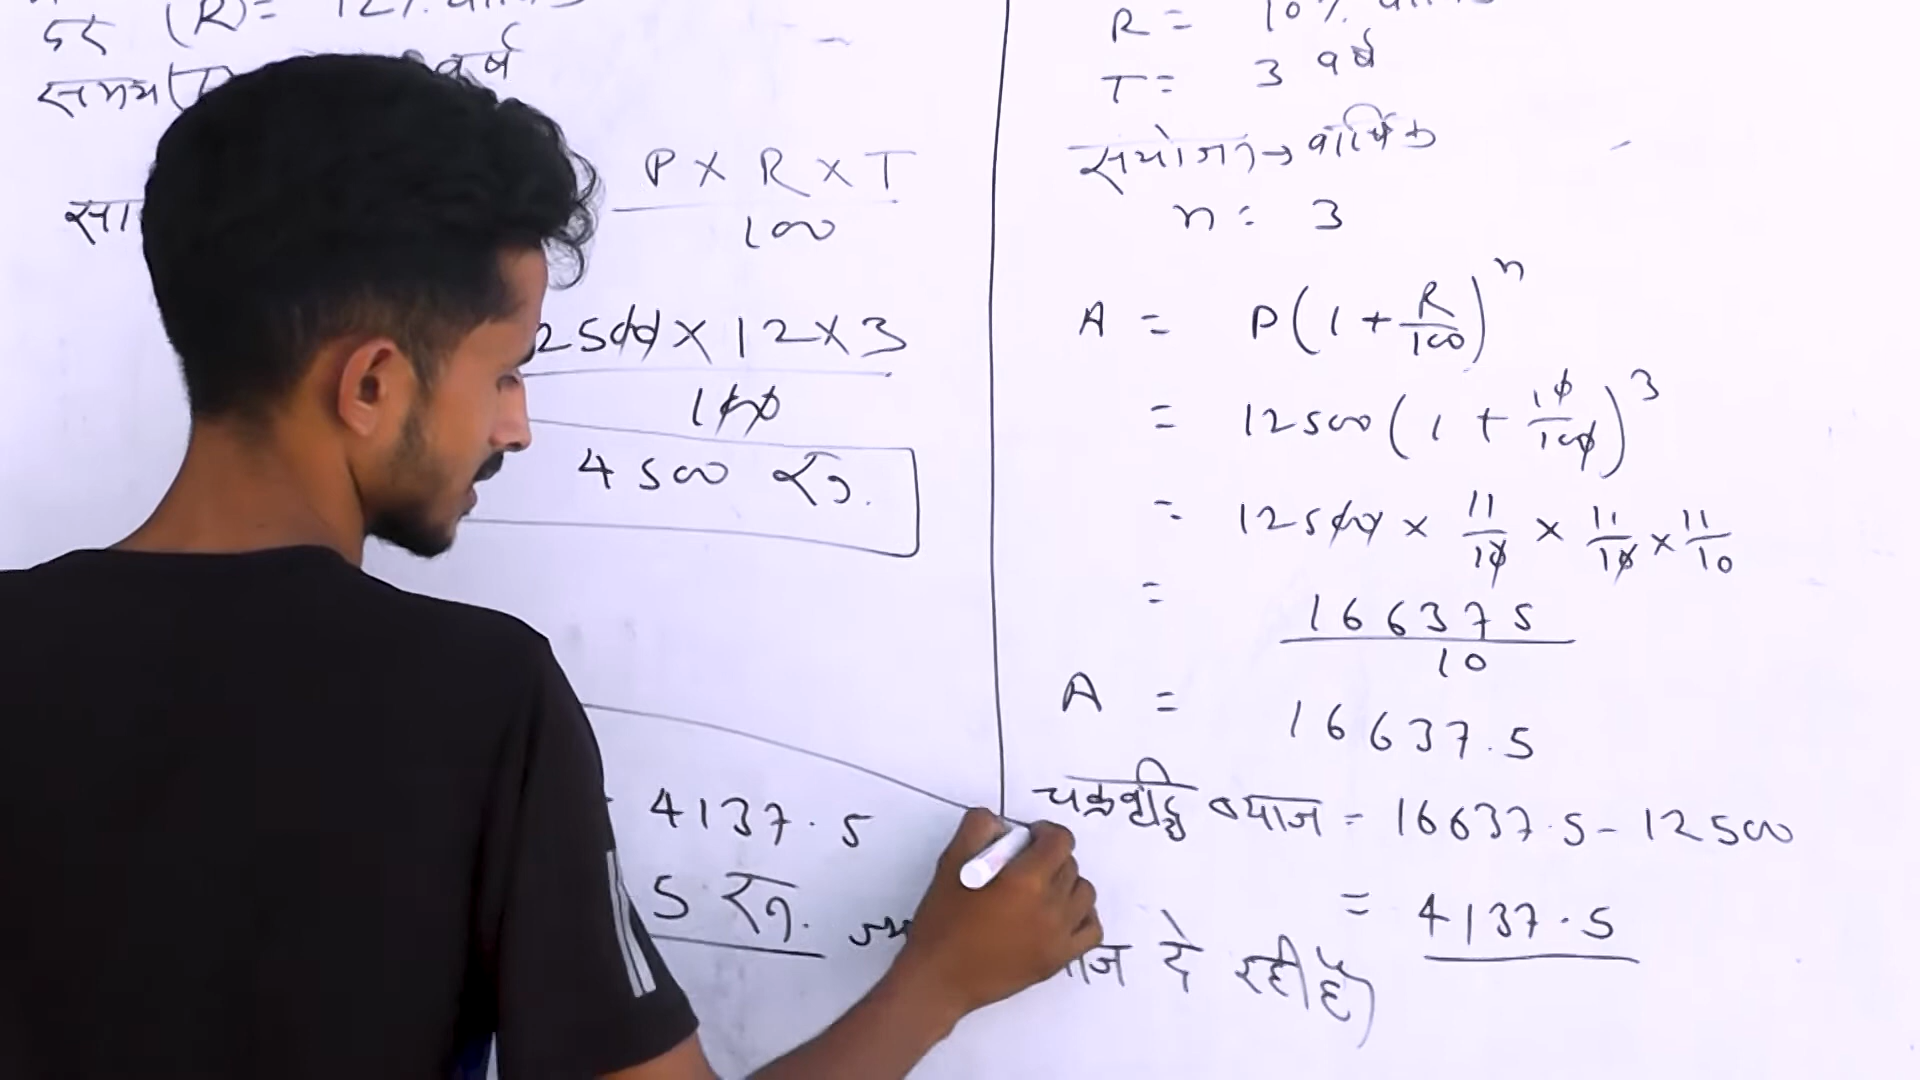 दर (R)= 12%
समय(T वर्ष
सा
P X R X T
100
2500 X 12 X 3
100
4500 रु.
4137.5
5 रु.
R = 10%
T = 3 वर्ष
संयोजन → वार्षिक
n = 3
A = P(1 + R/100)^n
= 12500(1 + 10/100)^3
= 12500 x 11/10 x 11/10 x 11/10
= 166375
10
A = 16637.5
चक्रवृद्धि ब्याज = 16637.5 - 12500
= 4137.5
दे रही है)